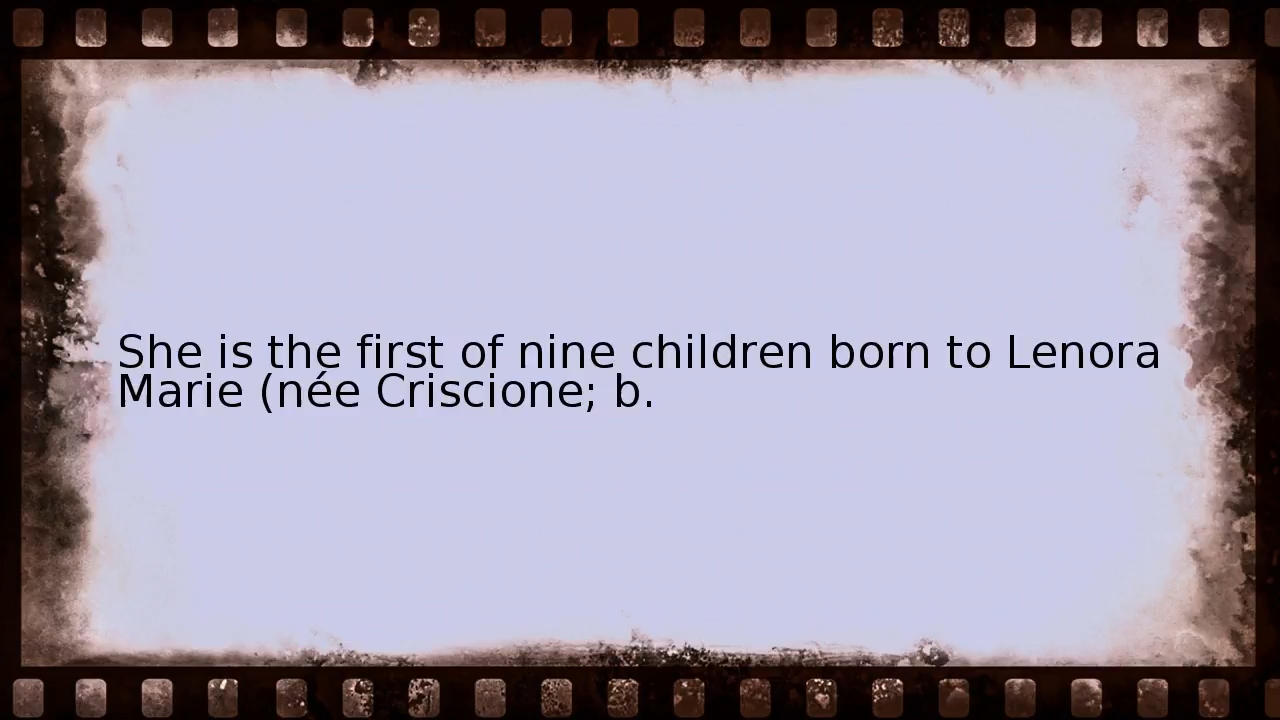 She is the first of nine children born to Lenora
Marie (née Criscione; b.